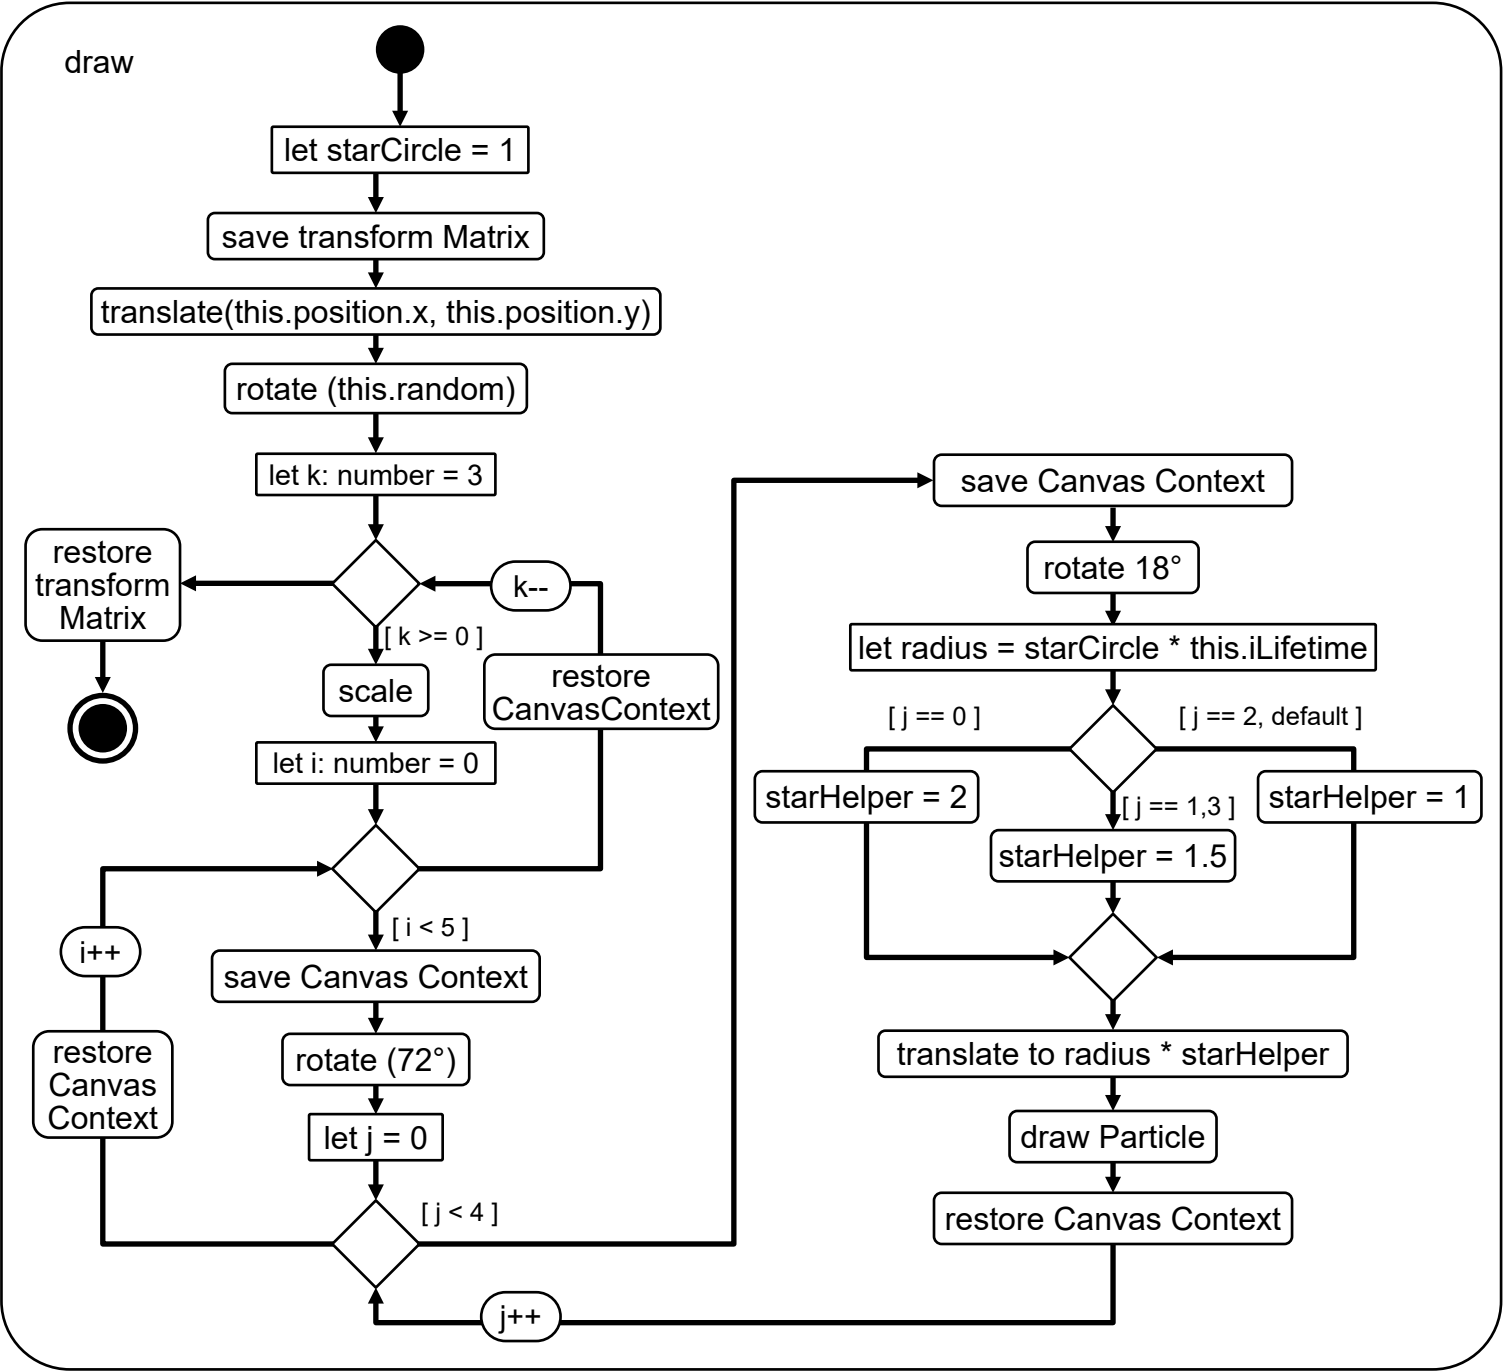 draw
let starCircle = 1
save transform Matrix
translate(this.position.x, this.position.y)
rotate (this.random)
let k: number = 3
restore
transform
Matrix
k--
[ k >= 0 ]
scale
restore
CanvasContext
let i: number = 0
[ i < 5 ]
i++
save Canvas Context
restore
Canvas
Context
rotate (72°)
let j = 0
[ j < 4 ]
j++
save Canvas Context
rotate 18°
let radius = starCircle * this.iLifetime
[ j == 0 ]
[ j == 2, default ]
starHelper = 2
[ j == 1,3 ]
starHelper = 1
starHelper = 1.5
translate to radius * starHelper
draw Particle
restore Canvas Context